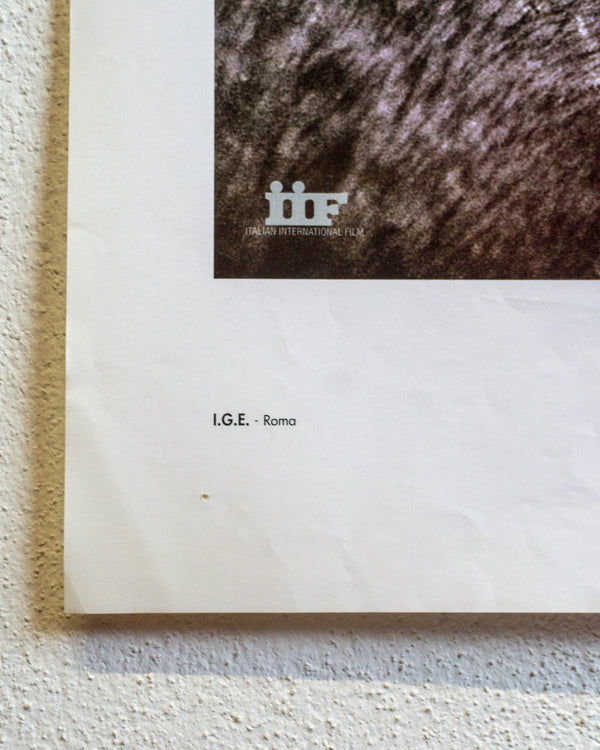 iiF
ITALIAN INTERNATIONAL FILM
I.G.E. - Roma